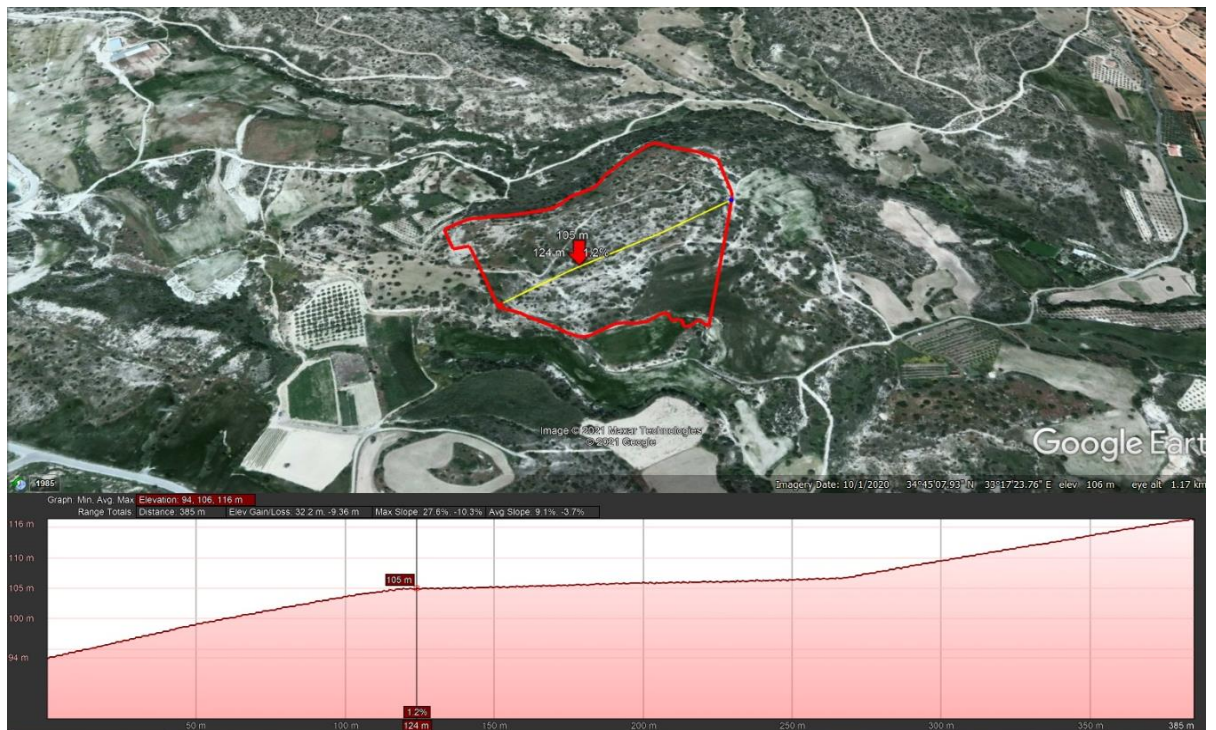 105 m
124 m 1.2%
Image © 2021 Maxar Technologies
© 2021 Google
Google Eart
1985
Imagery Date: 10/1/2020 34°45'07.93" N 33°17'23.76" E elev 106 m eye alt 1.17 km
Graph: Min, Avg, Max Elevation: 94, 106, 116 m
Range Totals: Distance: 385 m Elev Gain/Loss: 32.2 m, -9.36 m Max Slope: 27.6%, -10.3% Avg Slope: 9.1%, -3.7%
116 m
110 m
105 m
105 m
100 m
94 m
1.2%
50 m 100 m 124 m 150 m 200 m 250 m 300 m 350 m 385 m